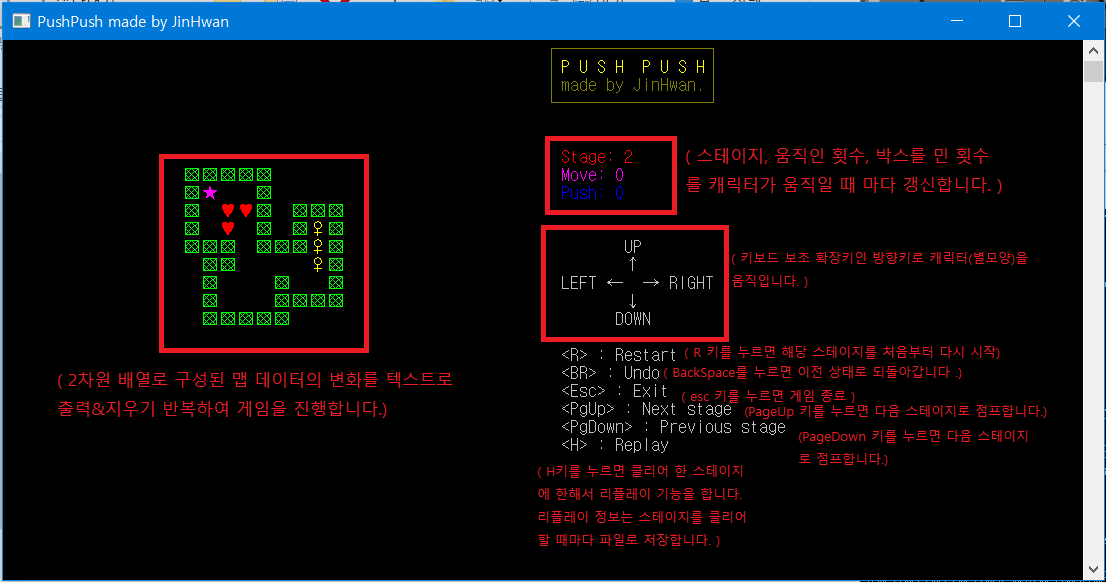 PushPush made by JinHwan
P U S H  P U S H
made by JinHwan.
Stage: 2
Move: 0
Push: 0
( 스테이지, 움직인 횟수, 박스를 민 횟수
를 캐릭터가 움직일 때 마다 갱신합니다. )
UP
↑
LEFT ← → RIGHT
↓
DOWN
( 키보드 보조 확장키인 방향키로 캐릭터(별모양)을
움직입니다. )
<R> : Restart ( R 키를 누르면 해당 스테이지를 처음부터 다시 시작)
<BR> : Undo ( BackSpace를 누르면 이전 상태로 되돌아갑니다 .)
<Esc> : Exit ( esc 키를 누르면 게임 종료 )
<PgUp> : Next stage (PageUp 키를 누르면 다음 스테이지로 점프합니다.)
<PgDown> : Previous stage (PageDown 키를 누르면 다음 스테이지
로 점프합니다.)
<H> : Replay
( H키를 누르면 클리어 한 스테이지
에 한해서 리플레이 기능을 합니다.
리플레이 정보는 스테이지를 클리어
할 때마다 파일로 저장합니다. )
( 2차원 배열로 구성된 맵 데이터의 변화를 텍스트로
출력&지우기 반복하여 게임을 진행합니다.)